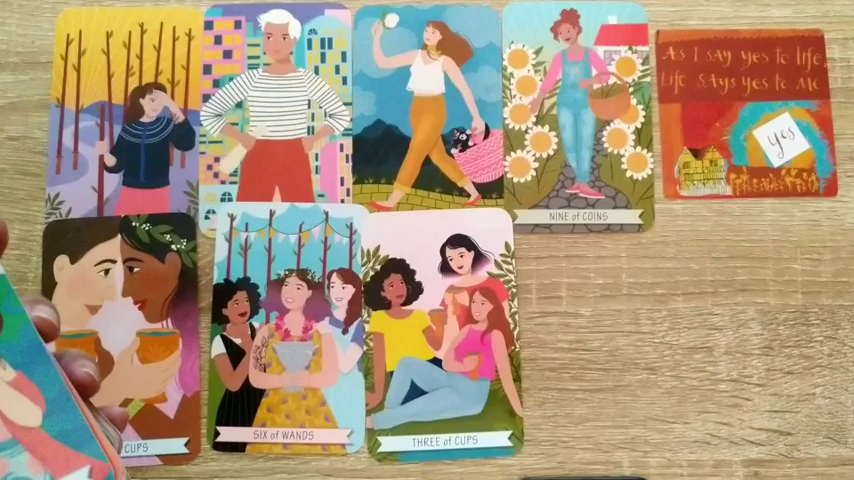 As I say yes to life,
Life says yes to me
yes
NINE of COINS
CUPS
SIX of WANDS
THREE of CUPS